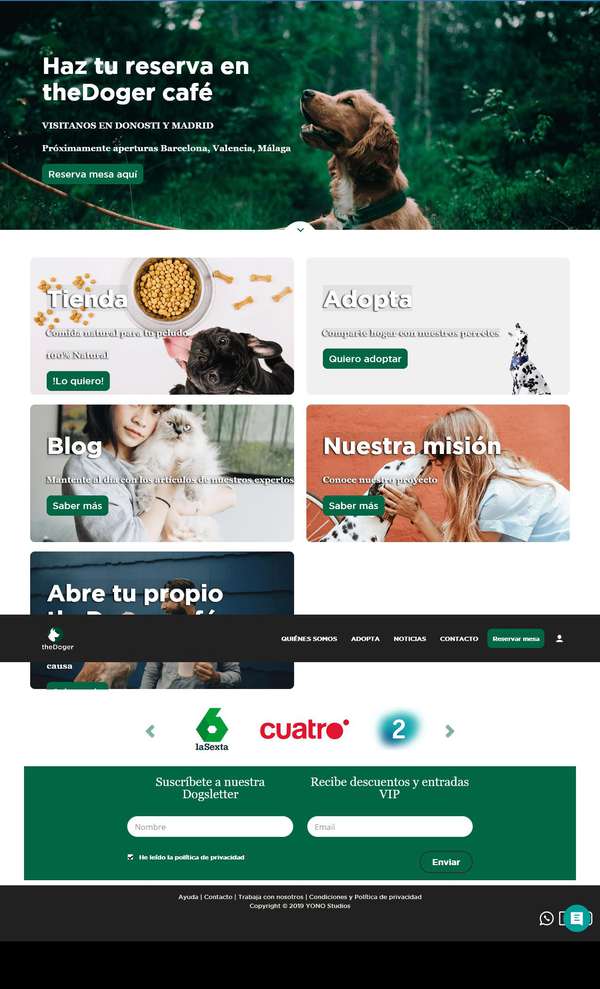 Haz tu reserva en
theDoger café
VISITANOS EN DONOSTI Y MADRID
Próximamente aperturas Barcelona, Valencia, Málaga
Reserva mesa aquí
Tienda
Comida natural para tu peludo
100% Natural
!Lo quiero!
Adopta
Comparte hogar con nuestros perretes
Quiero adoptar
Blog
Mantente al día con los artículos de nuestros expertos
Saber más
Nuestra misión
Conoce nuestro proyecto
Saber más
Abre tu propio
theDoger
QUIÉNES SOMOS
ADOPTA
NOTICIAS
CONTACTO
Reservar mesa
causa
6
laSexta
cuatro
2
Suscríbete a nuestra
Dogsletter
Recibe descuentos y entradas
VIP
Nombre
Email
He leído la política de privacidad
Enviar
Ayuda | Contacto | Trabaja con nosotros | Condiciones y Política de privacidad
Copyright © 2019 YONO Studios